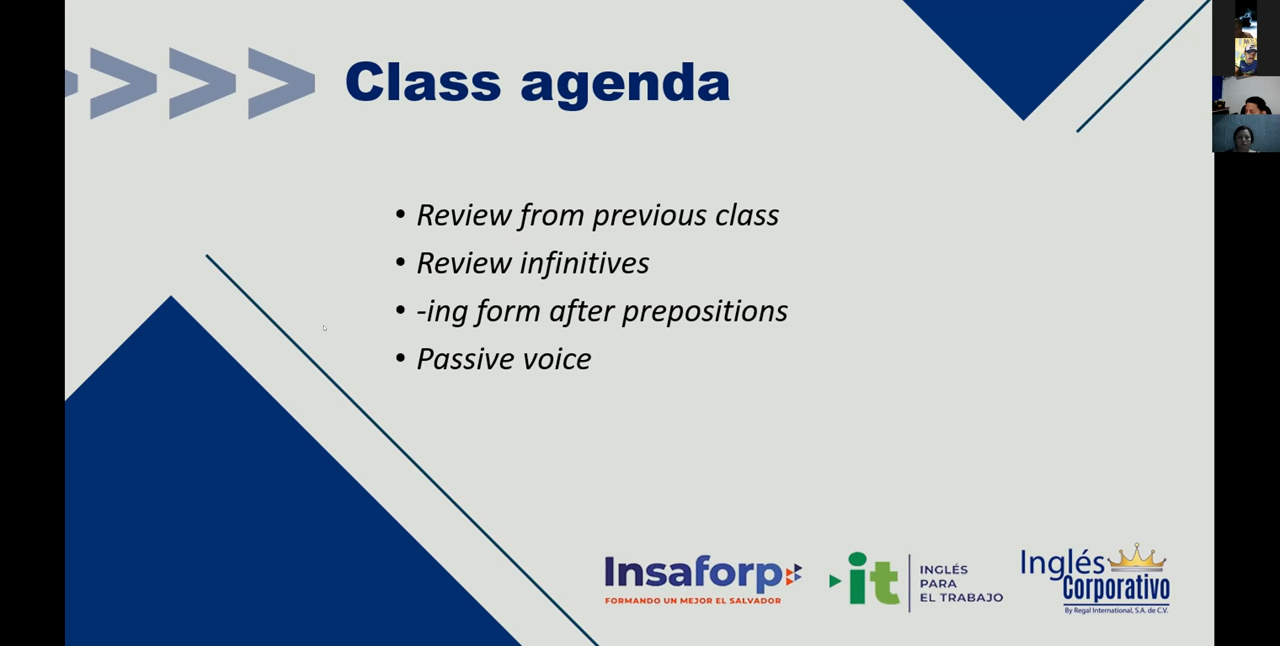 Class agenda
• Review from previous class
• Review infinitives
• -ing form after prepositions
• Passive voice
Insaforp
FORMANDO UN MEJOR EL SALVADOR
it
INGLÉS
PARA
EL TRABAJO
Inglés
Corporativo
By Regal International, S.A. de C.V.